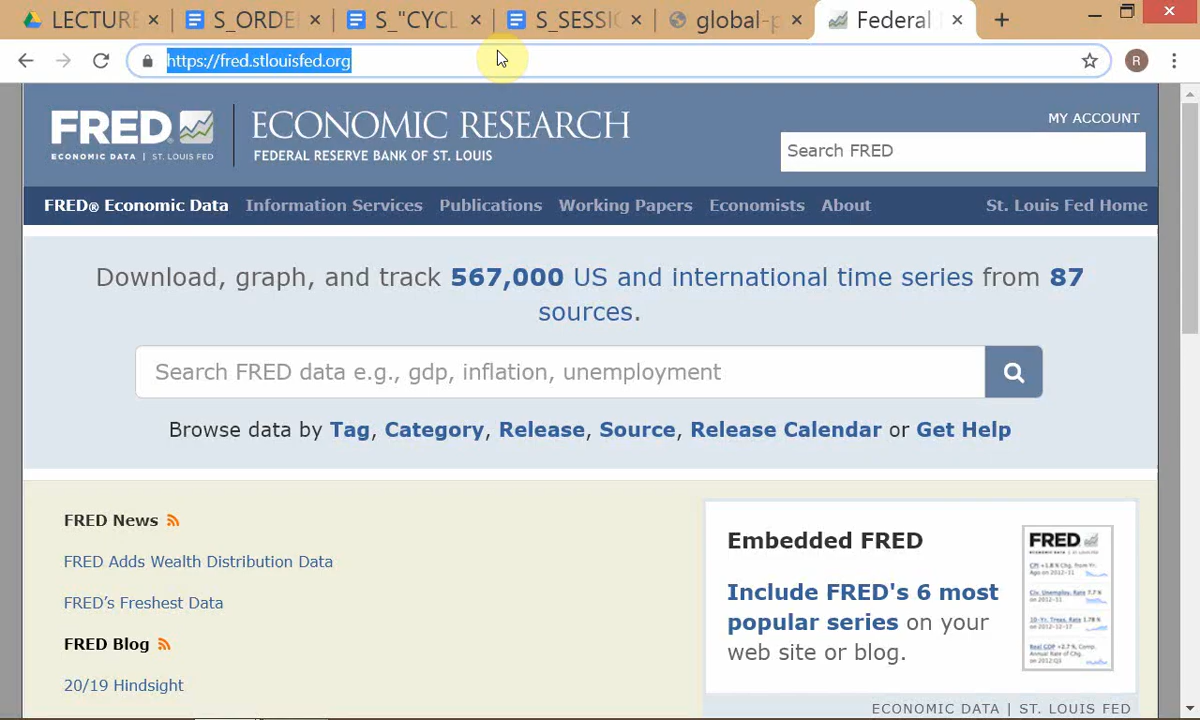 LECTURE
S_ORDE
S_"CYCL
S_SESSI
global-p
Federal
https://fred.stlouisfed.org
R
FRED
ECONOMIC DATA | ST. LOUIS FED
ECONOMIC RESEARCH
FEDERAL RESERVE BANK OF ST. LOUIS
MY ACCOUNT
Search FRED
FRED® Economic Data
Information Services
Publications
Working Papers
Economists
About
St. Louis Fed Home
Download, graph, and track 567,000 US and international time series from 87
sources.
Search FRED data e.g., gdp, inflation, unemployment
Browse data by Tag, Category, Release, Source, Release Calendar or Get Help
FRED News
FRED Adds Wealth Distribution Data
FRED's Freshest Data
FRED Blog
20/19 Hindsight
Embedded FRED
Include FRED's 6 most
popular series on your
web site or blog.
FRED
ECONOMIC DATA | ST. LOUIS FED